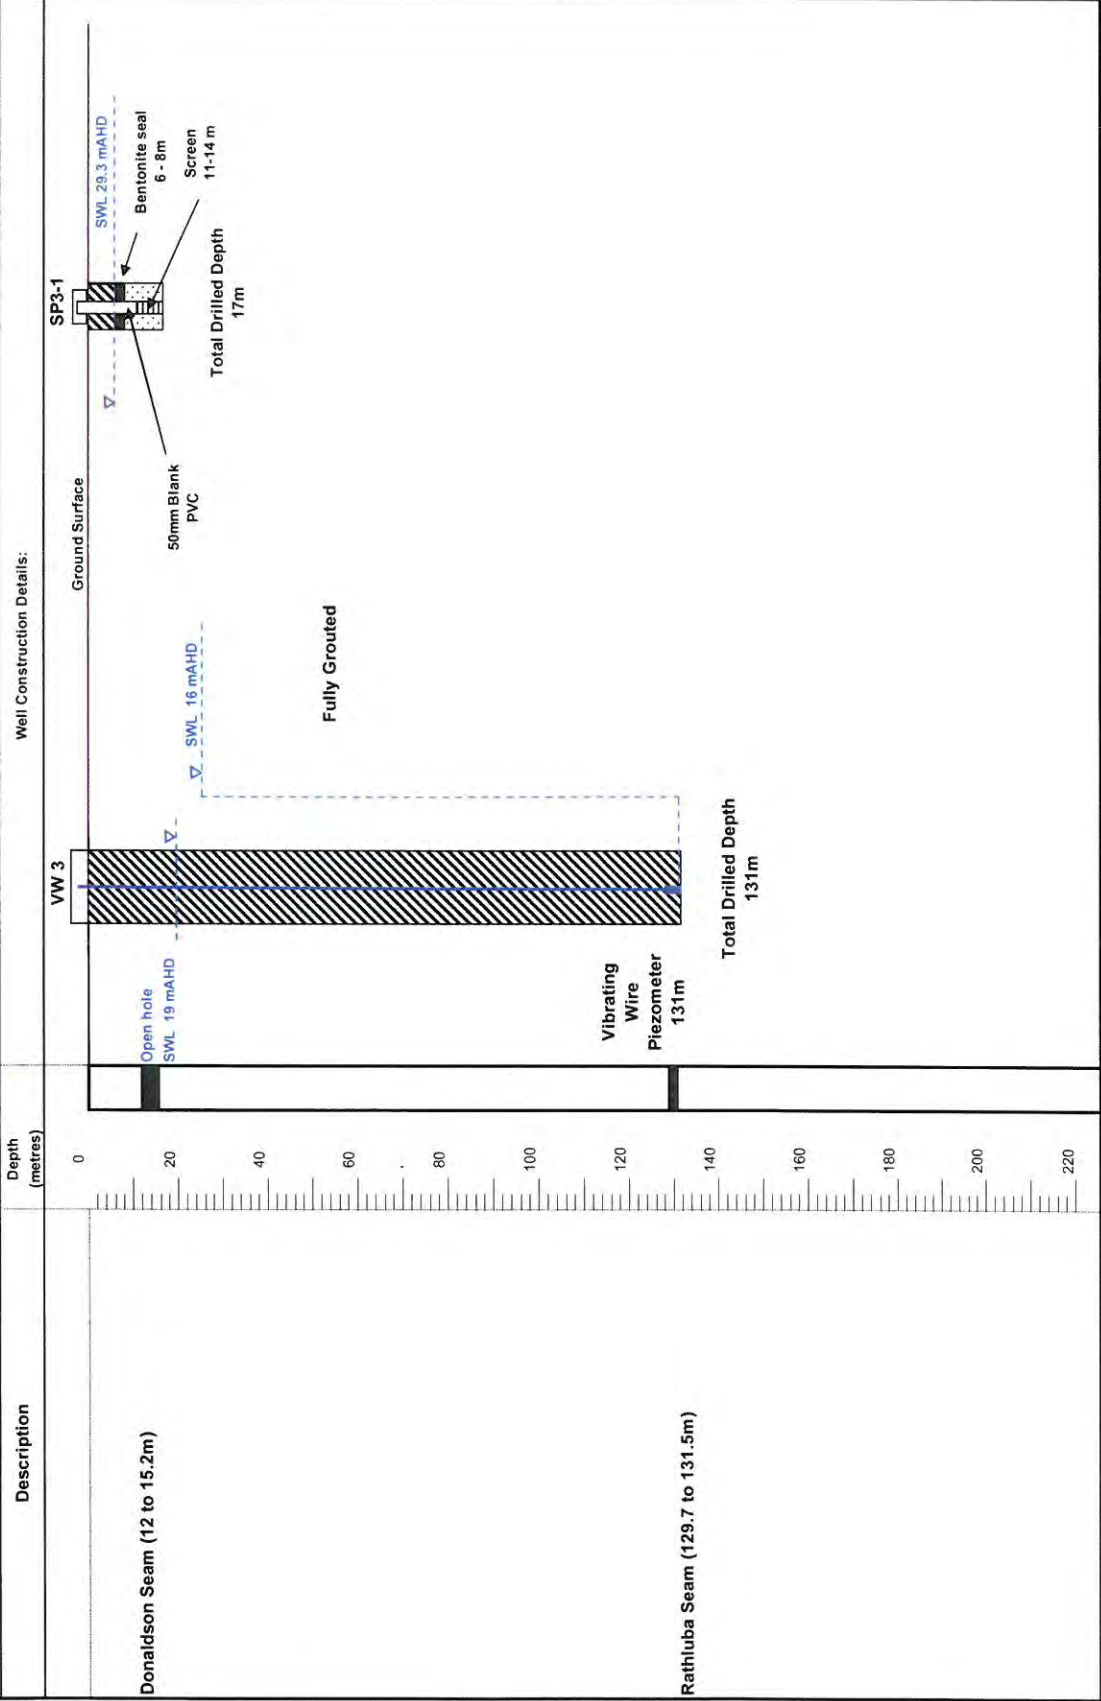 Description
Depth
(metres)
Well Construction Details:
VW 3
SP3-1
Ground Surface
0
20
40
60
80
100
120
140
160
180
200
220
Donaldson Seam (12 to 15.2m)
Rathluba Seam (129.7 to 131.5m)
Open hole
SWL 19 mAHD
SWL 16 mAHD
SWL 29.3 mAHD
Vibrating
Wire
Piezometer
131m
Total Drilled Depth
131m
Fully Grouted
50mm Blank
PVC
Bentonite seal
6 - 8m
Screen
11-14 m
Total Drilled Depth
17m